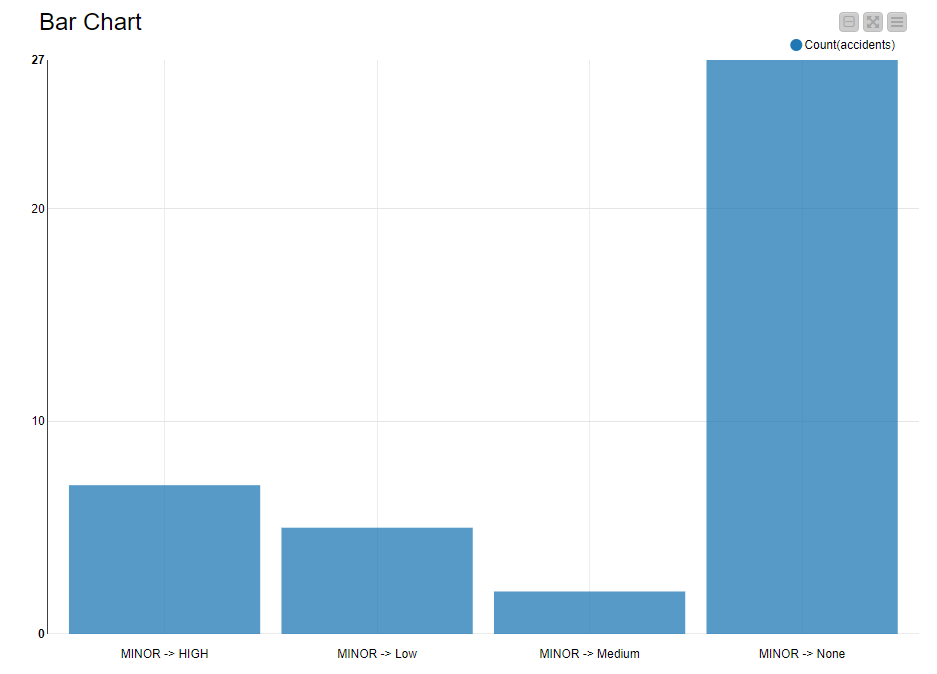 Bar Chart
Count(accidents)
27
20
10
0
MINOR -> HIGH
MINOR -> Low
MINOR -> Medium
MINOR -> None